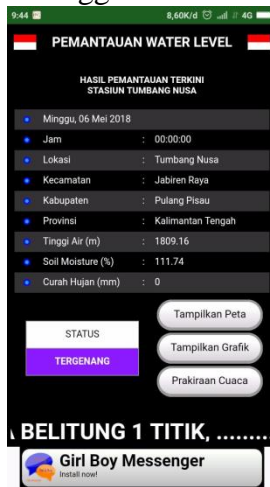 9:44 8,60K/d 4G
PEMANTAUAN WATER LEVEL
HASIL PEMANTAUAN TERKINI
STASIUN TUMBANG NUSA
Minggu, 06 Mei 2018
Jam : 00:00:00
Lokasi : Tumbang Nusa
Kecamatan : Jabiren Raya
Kabupaten : Pulang Pisau
Provinsi : Kalimantan Tengah
Tinggi Air (m) : 1809.16
Soil Moisture (%) : 111.74
Curah Hujan (mm) : 0
STATUS
TERGENANG
Tampilkan Peta
Tampilkan Grafik
Prakiraan Cuaca
BELITUNG 1 TITIK, .........
Girl Boy Messenger
Install now!